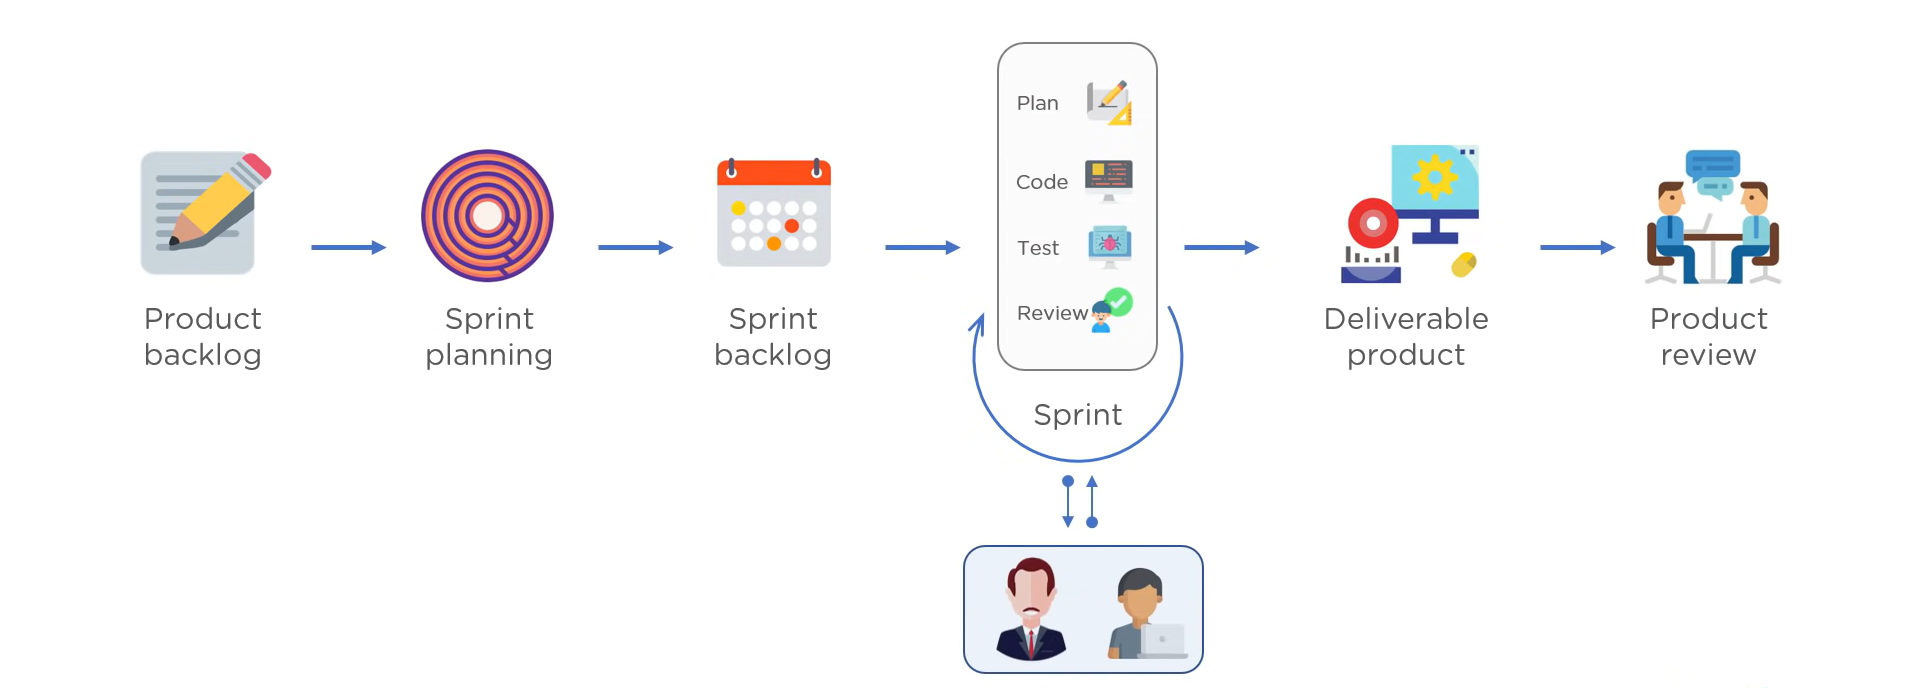 Plan
Code
Test
Review
Product
backlog
Sprint
planning
Sprint
backlog
Sprint
Deliverable
product
Product
review